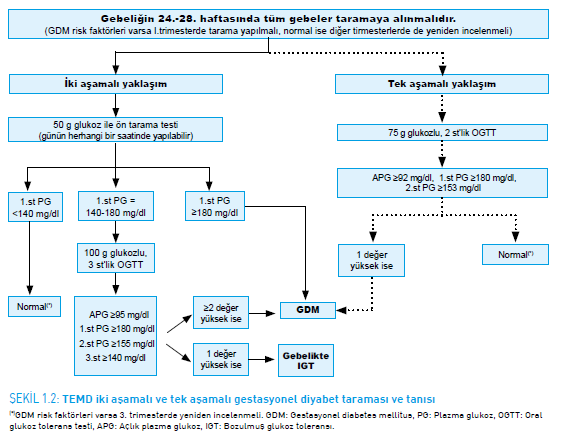 Gebeliğin 24.-28. haftasında tüm gebeler taramaya alınmalıdır.
(GDM risk faktörleri varsa I.trimesterde tarama yapılmalı, normal ise diğer tirmesterlerde de yeniden incelenmeli)
İki aşamalı yaklaşım
Tek aşamalı yaklaşım
50 g glukoz ile ön tarama testi
(günün herhangi bir saatinde yapılabilir)
75 g glukozlu, 2 st'lik OGTT
APG ≥92 mg/dl, 1.st PG ≥180 mg/dl,
2.st PG ≥153 mg/dl
1.st PG
<140 mg/dl
1.st PG =
140-180 mg/dl
1.st PG
≥180 mg/dl
100 g glukozlu,
3 st'lik OGTT
1 değer
yüksek ise
Normal(*)
Normal(*)
APG ≥95 mg/dl
1.st PG ≥180 mg/dl
2.st PG ≥155 mg/dl
3.st ≥140 mg/dl
≥2 değer
yüksek ise
GDM
1 değer
yüksek ise
Gebelikte
IGT
ŞEKİL 1.2: TEMD iki aşamalı ve tek aşamalı gestasyonel diyabet taraması ve tanısı
(*)GDM risk faktörleri varsa 3. trimesterde yeniden incelenmeli. GDM: Gestasyonel diabetes mellitus, PG: Plazma glukoz, OGTT: Oral
glukoz tolerans testi, APG: Açlık plazma glukoz, IGT: Bozulmuş glukoz toleransı.